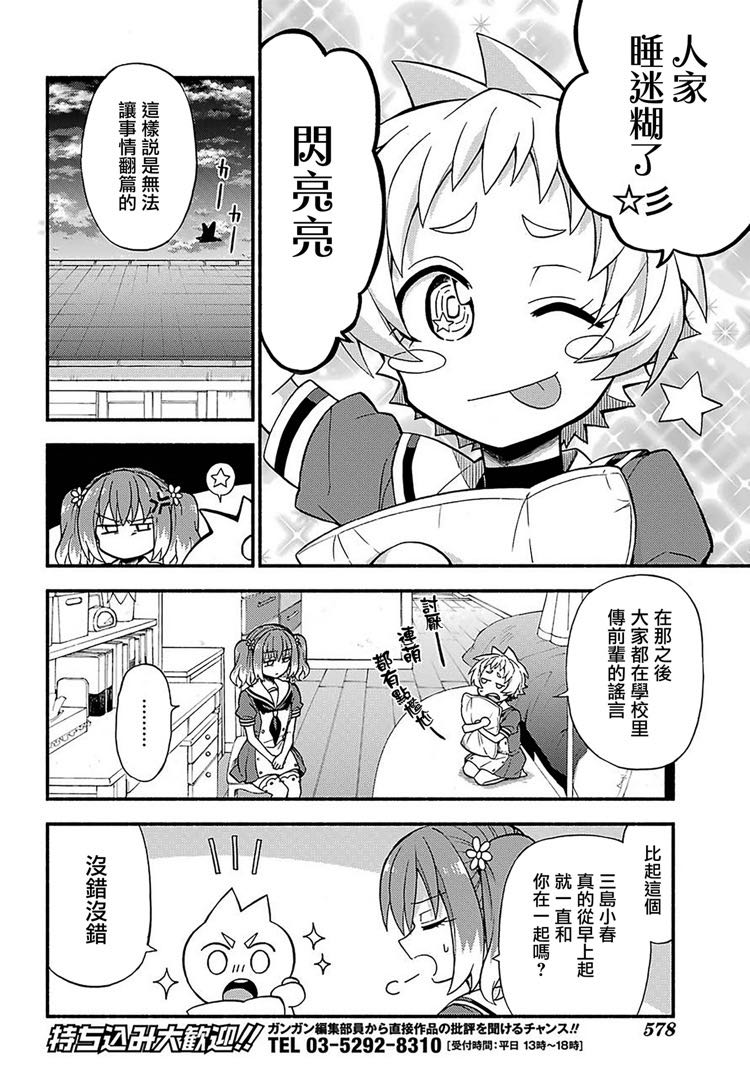 人家
睡迷糊了
☆彡
閃亮亮
這樣說是無法
讓事情翻篇的
カー
カー
在那之後
大家都在學校里
傳前輩的謠言
討厭——
連萌
都有點尷尬——
………
比起這個
三島小春
真的從早上起
就一直和
你在一起嗎?
沒錯沒錯
持ち込み大歓迎!!
ガンガン編集部員から直接作品の批評を聞けるチャンス!!
TEL 03-5292-8310 [受付時間:平日 13時〜18時]
578